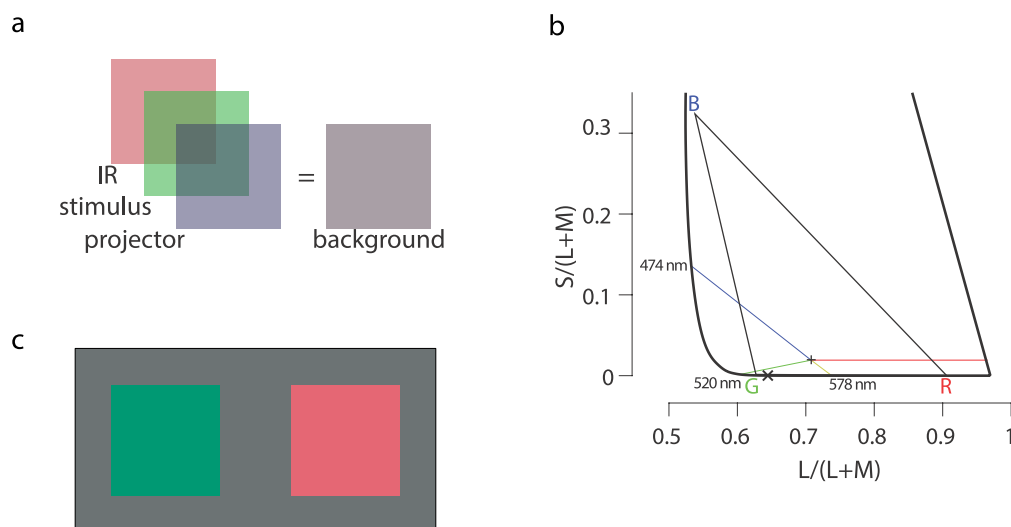 a
IR
stimulus
projector
=
background
b
S/(L+M)
0.3
0.2
0.1
0
B
474 nm
520 nm
G
578 nm
R
0.5
0.6
0.7
0.8
0.9
1
L/(L+M)
c